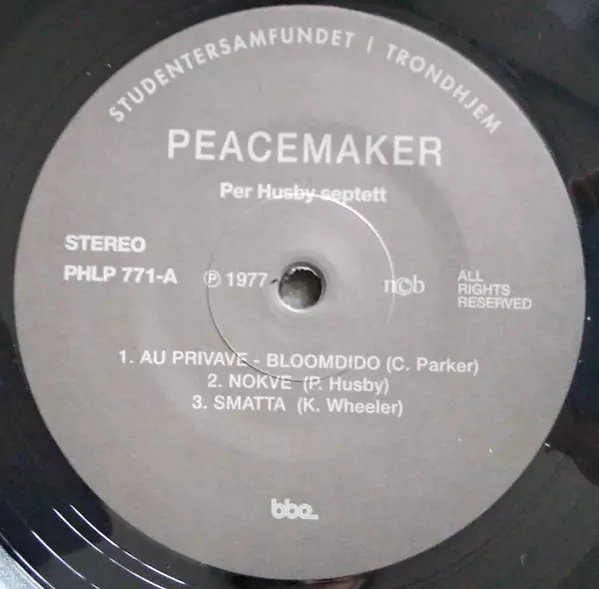 STUDENTERSAMFUNDET I TRONDHJEM
PEACEMAKER
Per Husby septett
STEREO
PHLP 771-A
Ⓟ 1977
n©b
ALL
RIGHTS
RESERVED
1. AU PRIVAVE - BLOOMDIDO (C. Parker)
2. NOKVE (P. Husby)
3. SMATTA (K. Wheeler)
bbe